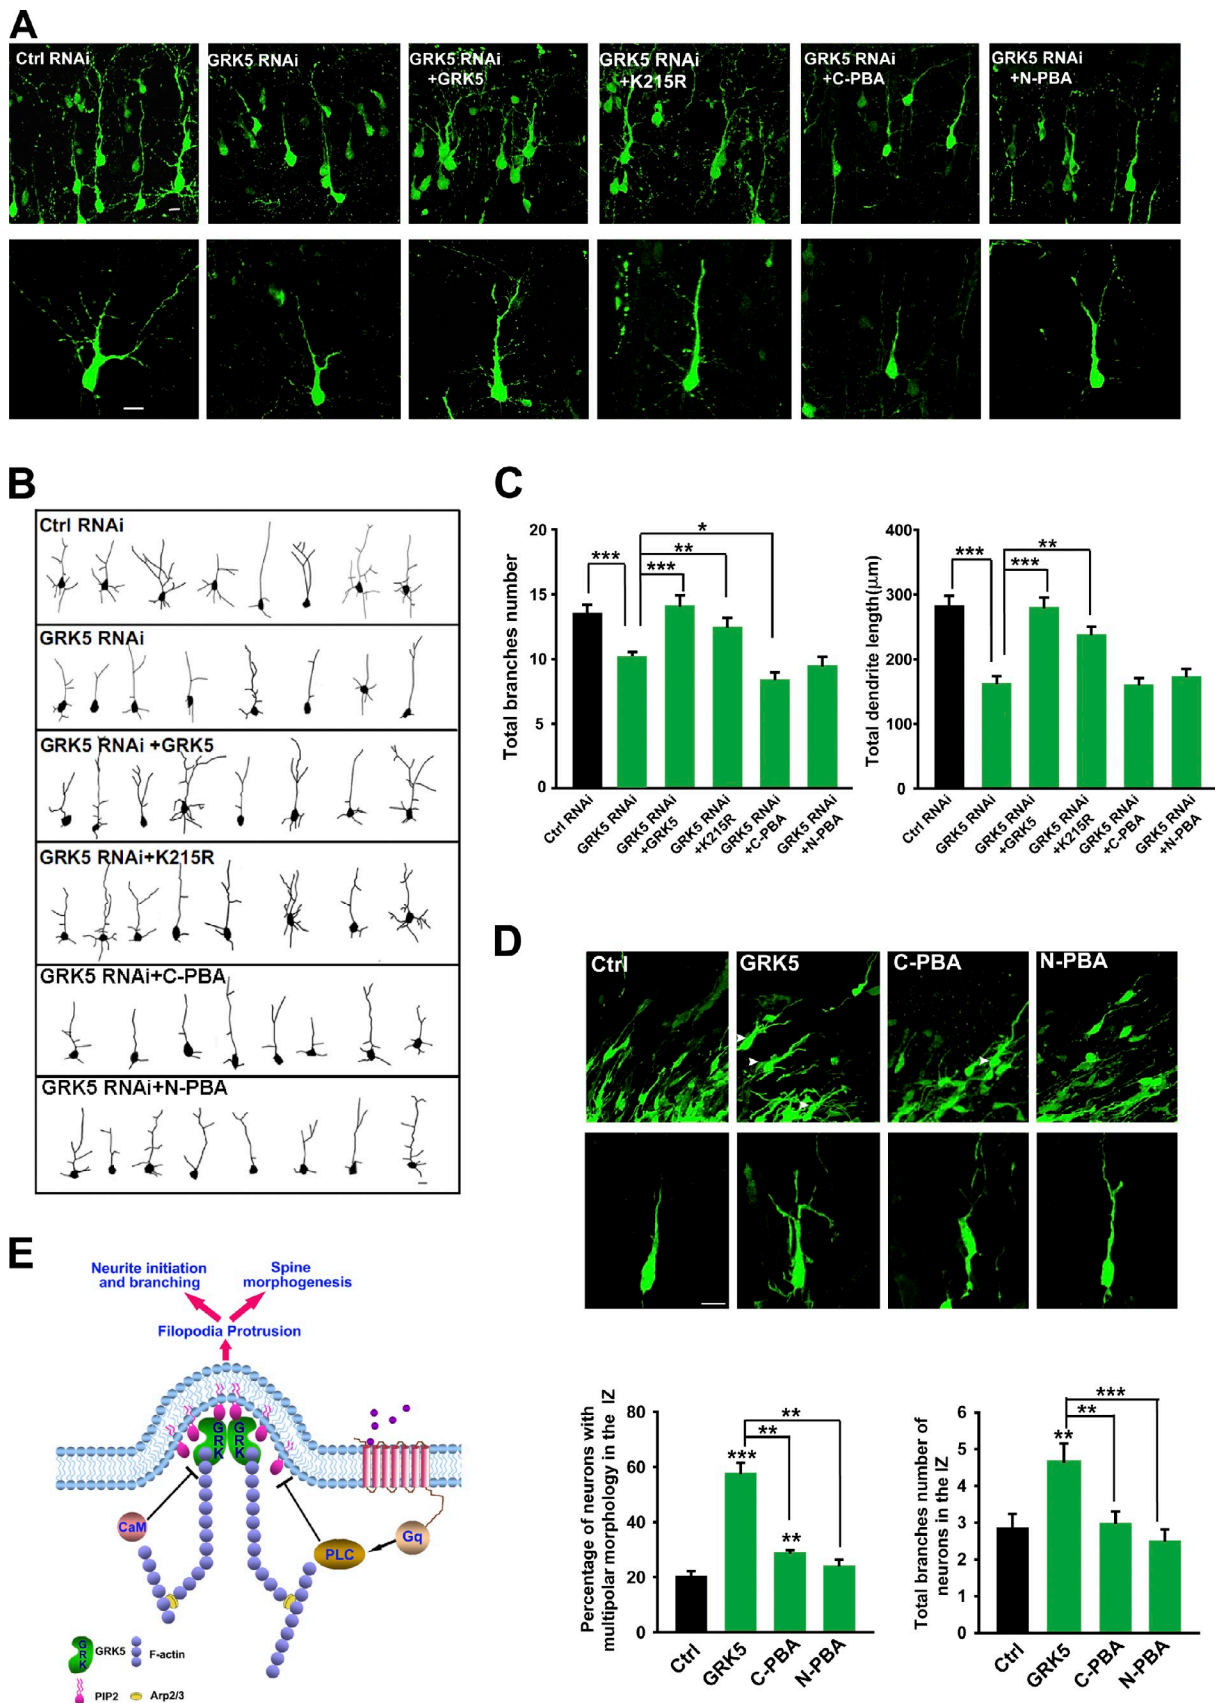 A
Ctrl RNAi
GRK5 RNAi
GRK5 RNAi
+GRK5
GRK5 RNAi
+K215R
GRK5 RNAi
+C-PBA
GRK5 RNAi
+N-PBA
B
Ctrl RNAi
GRK5 RNAi
GRK5 RNAi +GRK5
GRK5 RNAi+K215R
GRK5 RNAi+C-PBA
GRK5 RNAi+N-PBA
C
Total branches number
20
15
10
5
0
***
***
**
*
Ctrl RNAi
GRK5 RNAi
GRK5 RNAi
+GRK5
GRK5 RNAi
+K215R
GRK5 RNAi
+C-PBA
GRK5 RNAi
+N-PBA
Total dendrite length(μm)
400
300
200
100
0
***
***
**
Ctrl RNAi
GRK5 RNAi
GRK5 RNAi
+GRK5
GRK5 RNAi
+K215R
GRK5 RNAi
+C-PBA
GRK5 RNAi
+N-PBA
D
Ctrl
GRK5
C-PBA
N-PBA
Percentage of neurons with
multipolar morphology in the IZ
80
60
40
20
0
***
**
**
**
Ctrl
GRK5
C-PBA
N-PBA
Total branches number of
neurons in the IZ
6
5
4
3
2
1
0
**
**
***
Ctrl
GRK5
C-PBA
N-PBA
E
Neurite initiation
and branching
Spine
morphogenesis
Filopodia Protrusion
GRK
GRK
CaM
PLC
Gq
GRK
GRK5
F-actin
PIP2
Arp2/3